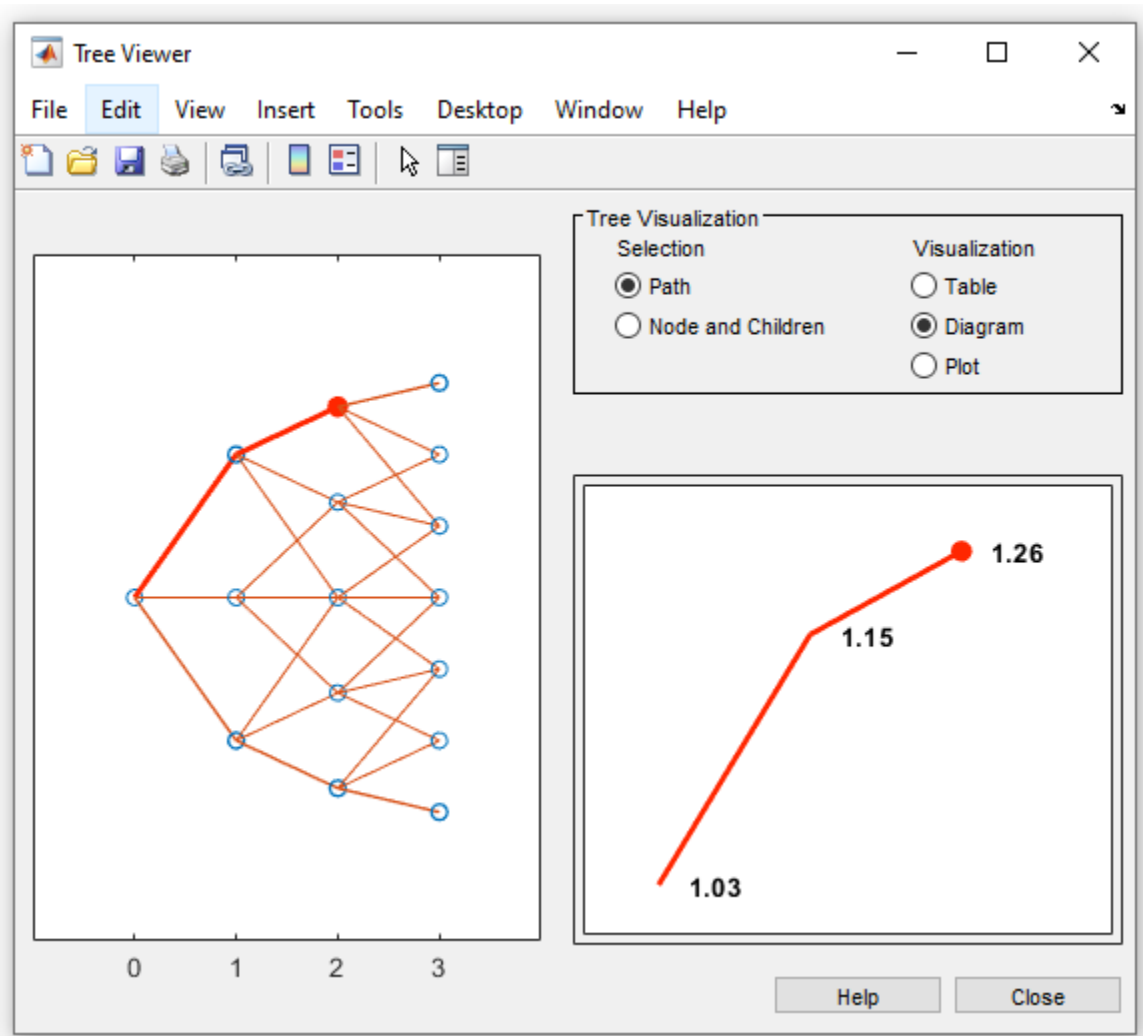 Tree Viewer
File Edit View Insert Tools Desktop Window Help
Tree Visualization
Selection Visualization
Path Table
Node and Children Diagram
Plot
1.26
1.15
1.03
0 1 2 3
Help Close